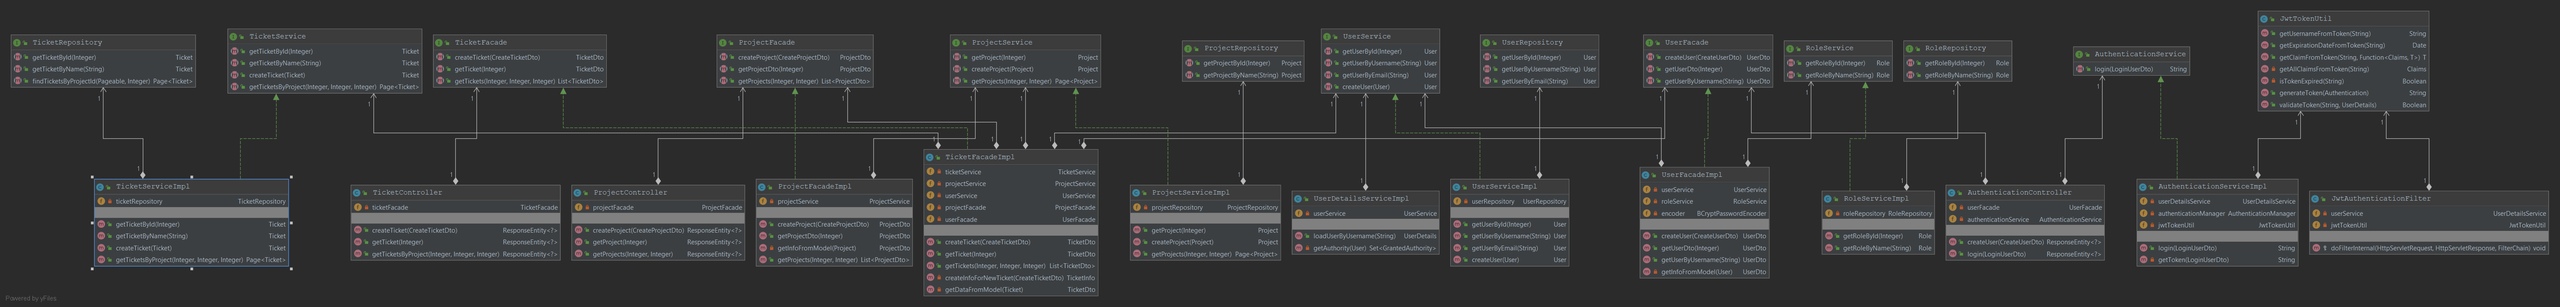 TicketRepository
getTicketById(Integer) Ticket
getTicketByName(String) Ticket
findTicketsByProjectId(Pageable, Integer) Page<Ticket>
TicketService
getTicketById(Integer) Ticket
getTicketByName(String) Ticket
createTicket(Ticket) Ticket
getTicketsByProject(Integer, Integer, Integer) Page<Ticket>
TicketFacade
createTicket(CreateTicketDto) TicketDto
getTicket(Integer) TicketDto
getTickets(Integer, Integer, Integer) List<TicketDto>
ProjectFacade
createProject(CreateProjectDto) ProjectDto
getProjectDto(Integer) ProjectDto
getProjects(Integer, Integer) List<ProjectDto>
ProjectService
getProject(Integer) Project
createProject(Project) Project
getProjects(Integer, Integer) Page<Project>
ProjectRepository
getProjectById(Integer) Project
getProjectByName(String) Project
UserService
getUserById(Integer) User
getUserByUsername(String) User
getUserByEmail(String) User
createUser(User) User
UserRepository
getUserById(Integer) User
getUserByUsername(String) User
getUserByEmail(String) User
UserFacade
createUser(CreateUserDto) UserDto
getUserDto(Integer) UserDto
getUserByUsername(String) UserDto
RoleService
getRoleById(Integer) Role
getRoleByName(String) Role
RoleRepository
getRoleById(Integer) Role
getRoleByName(String) Role
AuthenticationService
login(LoginUserDto) String
JwtTokenUtil
getUsernameFromToken(String) String
getExpirationDateFromToken(String) Date
getClaimFromToken(String, Function<Claims, T>) T
getAllClaimsFromToken(String) Claims
isTokenExpired(String) Boolean
generateToken(Authentication) String
validateToken(String, UserDetails) Boolean
TicketServiceImpl
ticketRepository TicketRepository
getTicketById(Integer) Ticket
getTicketByName(String) Ticket
createTicket(Ticket) Ticket
getTicketsByProject(Integer, Integer, Integer) Page<Ticket>
TicketController
ticketFacade TicketFacade
createTicket(CreateTicketDto) ResponseEntity<?>
getTicket(Integer) ResponseEntity<?>
getTicketsByProject(Integer, Integer, Integer) ResponseEntity<?>
ProjectController
projectFacade ProjectFacade
createProject(CreateProjectDto) ResponseEntity<?>
getProject(Integer) ResponseEntity<?>
getProjects(Integer, Integer) ResponseEntity<?>
ProjectFacadeImpl
projectService ProjectService
createProject(CreateProjectDto) ProjectDto
getProjectDto(Integer) ProjectDto
getInfoFromModel(Project) ProjectDto
getProjects(Integer, Integer) List<ProjectDto>
TicketFacadeImpl
ticketService TicketService
projectService ProjectService
userService UserService
projectFacade ProjectFacade
userFacade UserFacade
createTicket(CreateTicketDto) TicketDto
getTicket(Integer) TicketDto
getTickets(Integer, Integer, Integer) List<TicketDto>
createInfoForNewTicket(CreateTicketDto) TicketInfo
getDataFromModel(Ticket) TicketDto
ProjectServiceImpl
projectRepository ProjectRepository
getProject(Integer) Project
createProject(Project) Project
getProjects(Integer, Integer) Page<Project>
UserDetailsServiceImpl
userService UserService
loadUserByUsername(String) UserDetails
getAuthority(User) Set<GrantedAuthority>
UserServiceImpl
userRepository UserRepository
getUserById(Integer) User
getUserByUsername(String) User
getUserByEmail(String) User
createUser(User) User
UserFacadeImpl
userService UserService
roleService RoleService
encoder BCryptPasswordEncoder
createUser(CreateUserDto) UserDto
getUserDto(Integer) UserDto
getUserByUsername(String) UserDto
getInfoFromModel(User) UserDto
RoleServiceImpl
roleRepository RoleRepository
getRoleById(Integer) Role
getRoleByName(String) Role
AuthenticationController
userFacade UserFacade
authenticationService AuthenticationService
createUser(CreateUserDto) ResponseEntity<?>
login(LoginUserDto) ResponseEntity<?>
AuthenticationServiceImpl
userDetailsService UserDetailsService
authenticationManager AuthenticationManager
jwtTokenUtil JwtTokenUtil
login(LoginUserDto) String
getToken(LoginUserDto) String
JwtAuthenticationFilter
userService UserDetailsService
jwtTokenUtil JwtTokenUtil
doFilterInternal(HttpServletRequest, HttpServletResponse, FilterChain) void
Powered by yFiles